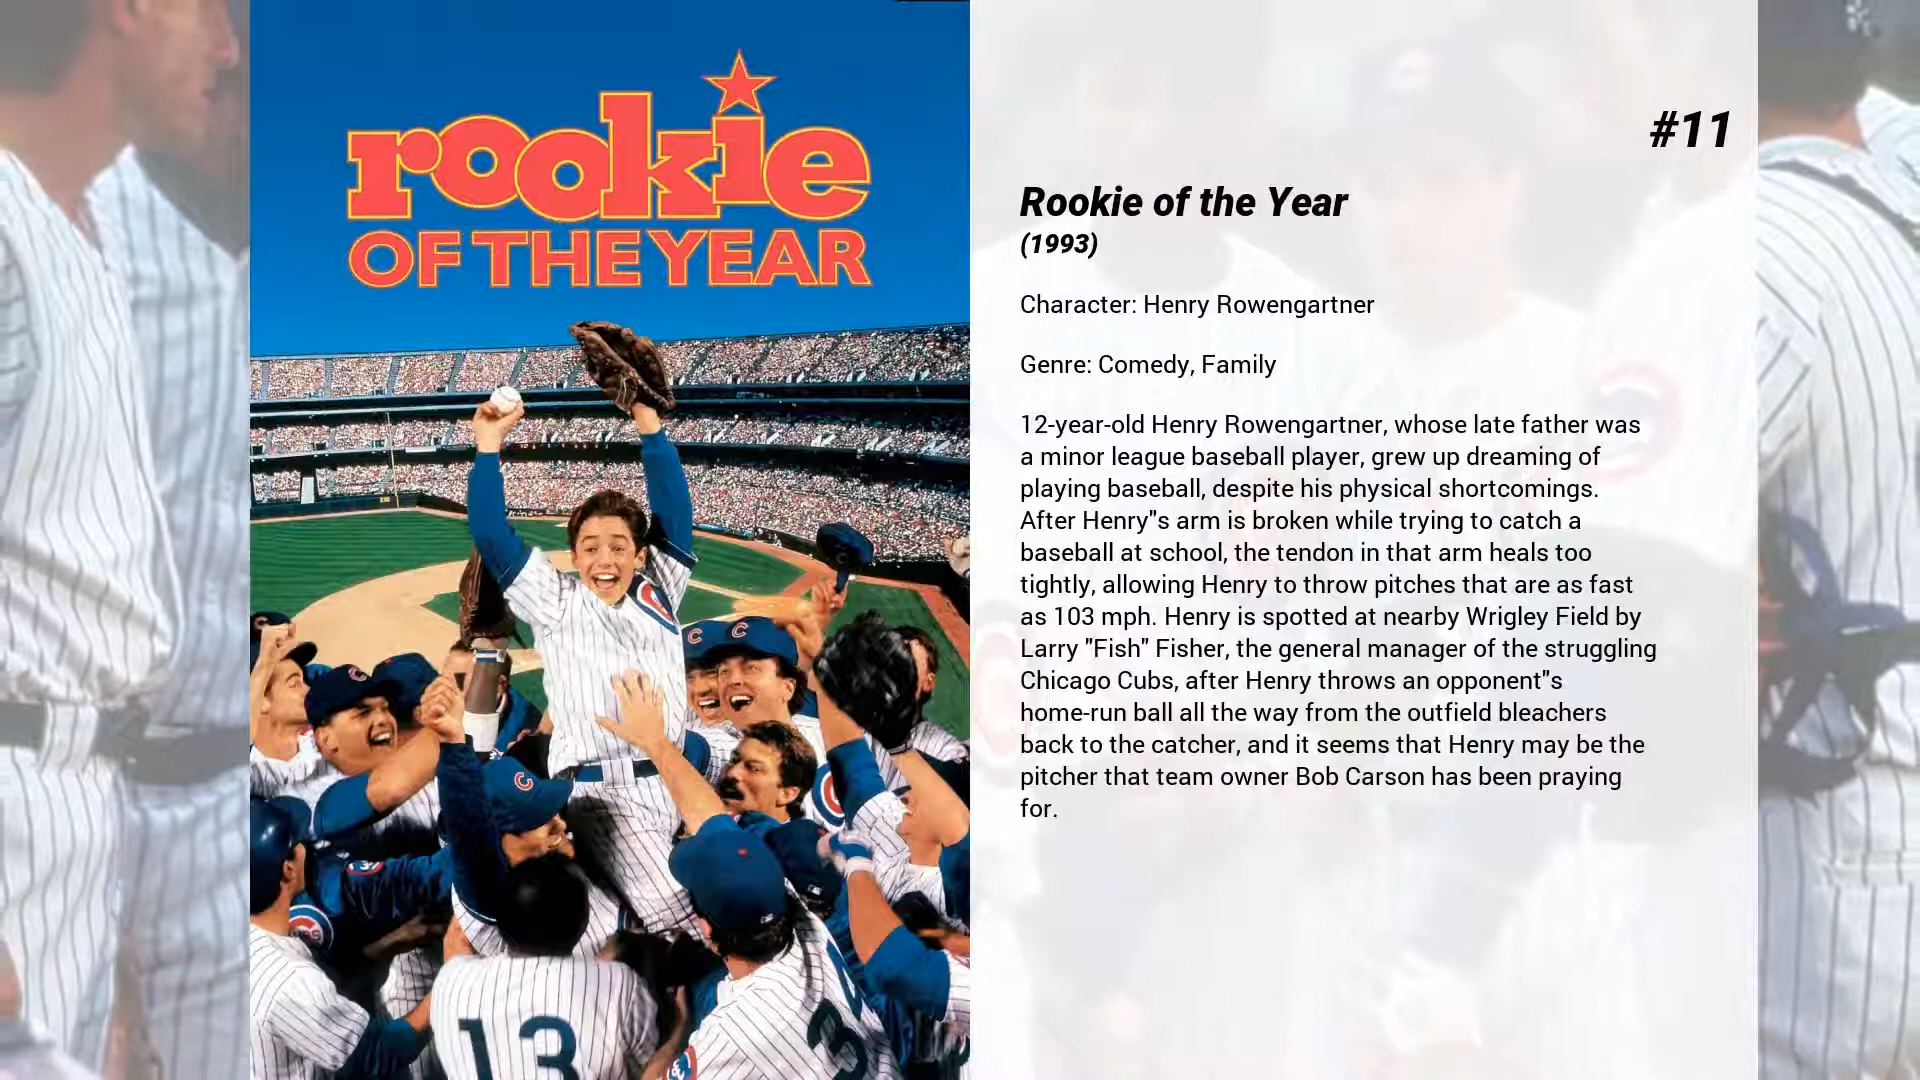 rookie
OF THE YEAR
C
C
C
C
13
34
#11
Rookie of the Year
(1993)
Character: Henry Rowengartner
Genre: Comedy, Family
12-year-old Henry Rowengartner, whose late father was
a minor league baseball player, grew up dreaming of
playing baseball, despite his physical shortcomings.
After Henry"s arm is broken while trying to catch a
baseball at school, the tendon in that arm heals too
tightly, allowing Henry to throw pitches that are as fast
as 103 mph. Henry is spotted at nearby Wrigley Field by
Larry "Fish" Fisher, the general manager of the struggling
Chicago Cubs, after Henry throws an opponent"s
home-run ball all the way from the outfield bleachers
back to the catcher, and it seems that Henry may be the
pitcher that team owner Bob Carson has been praying
for.